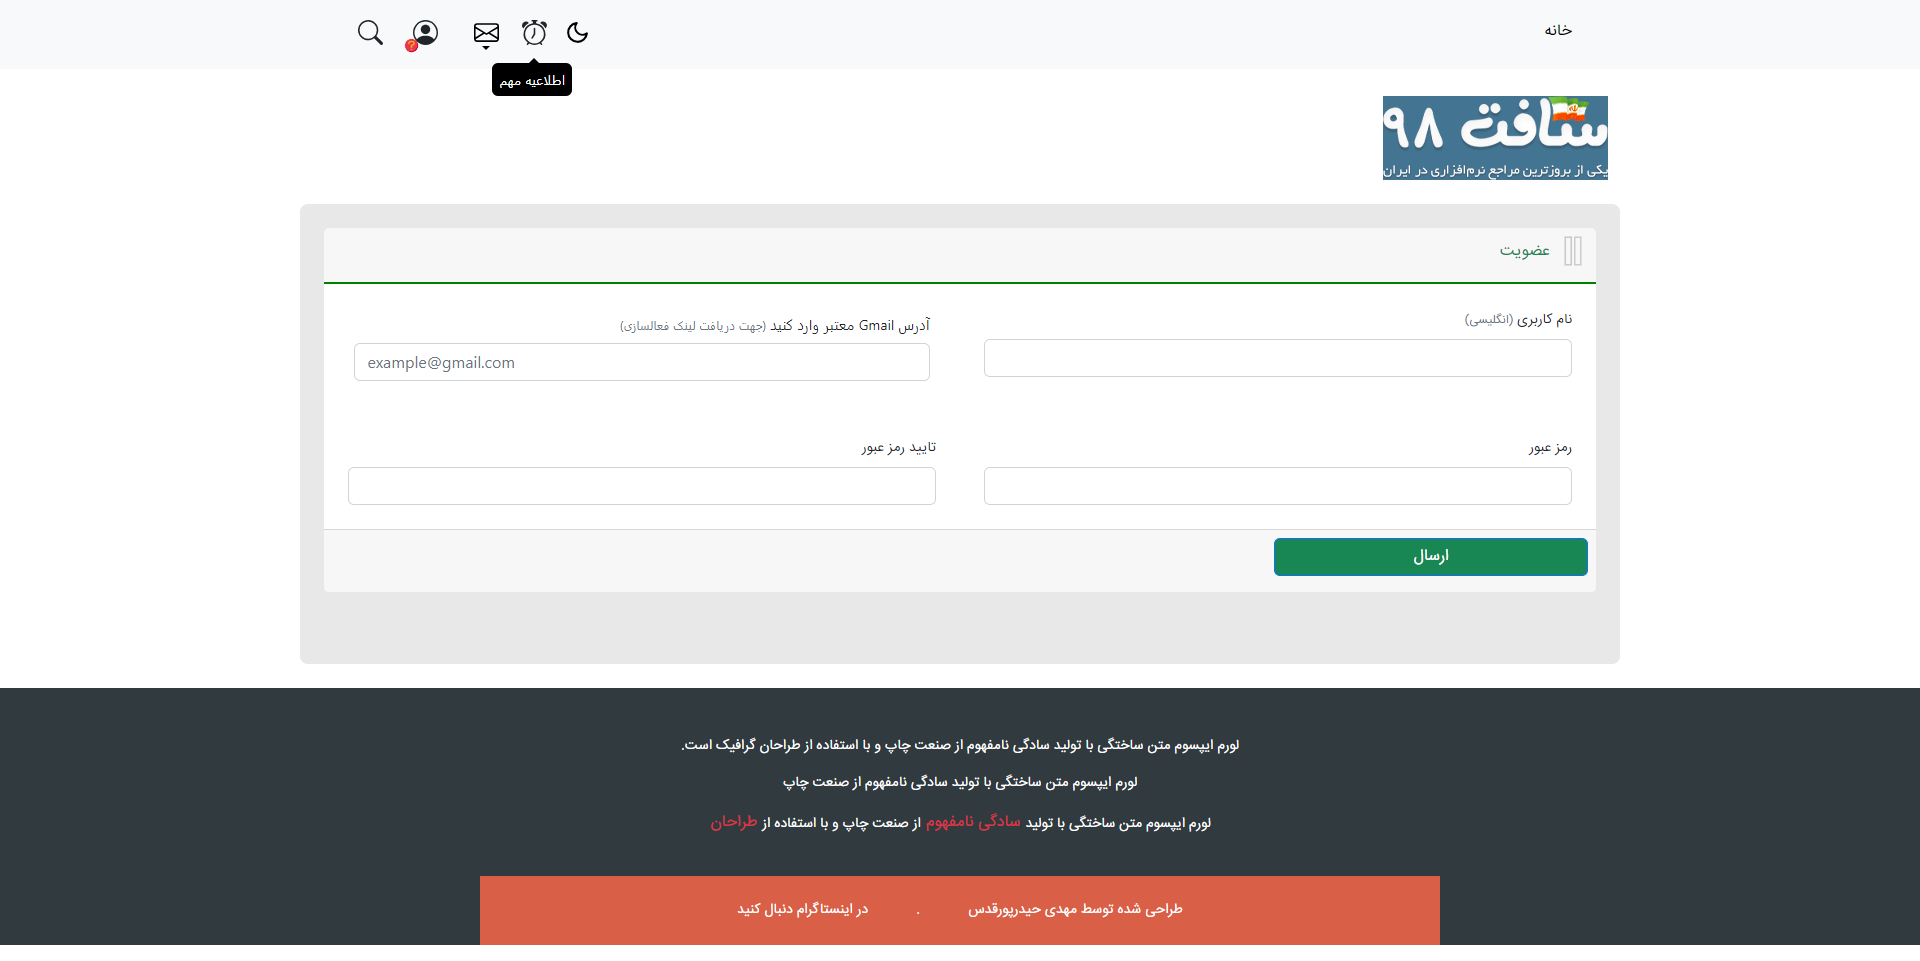 خانه
اطلاعیه مهم
سافت ۹۸
یکی از بروزترین مراجع نرم‌افزاری در ایران
عضویت
نام کاربری (انگلیسی)
آدرس Gmail معتبر وارد کنید (جهت دریافت لینک فعالسازی)
example@gmail.com
رمز عبور
تایید رمز عبور
ارسال
لورم ایپسوم متن ساختگی با تولید سادگی نامفهوم از صنعت چاپ و با استفاده از طراحان گرافیک است.
لورم ایپسوم متن ساختگی با تولید سادگی نامفهوم از صنعت چاپ
لورم ایپسوم متن ساختگی با تولید سادگی نامفهوم از صنعت چاپ و با استفاده از طراحان
طراحی شده توسط مهدی حیدرپورقدس . در اینستاگرام دنبال کنید